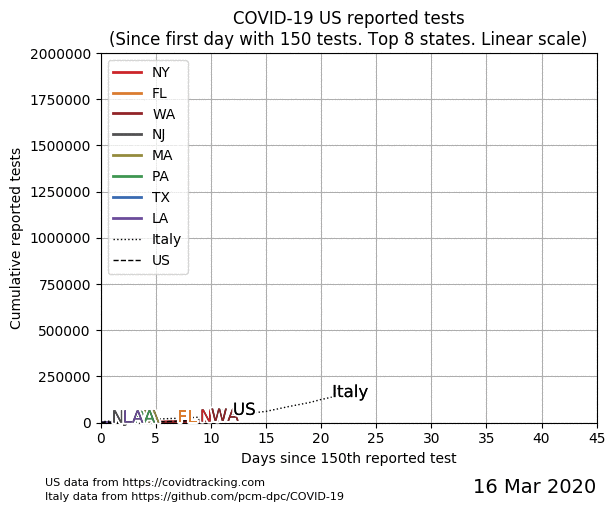 COVID-19 US reported tests
(Since first day with 150 tests. Top 8 states. Linear scale)
Cumulative reported tests
2000000
1750000
1500000
1250000
1000000
750000
500000
250000
0
NY
FL
WA
NJ
MA
PA
TX
LA
Italy
US
Italy
US
WA
FL
LA
0 5 10 15 20 25 30 35 40 45
Days since 150th reported test
US data from https://covidtracking.com
Italy data from https://github.com/pcm-dpc/COVID-19
16 Mar 2020